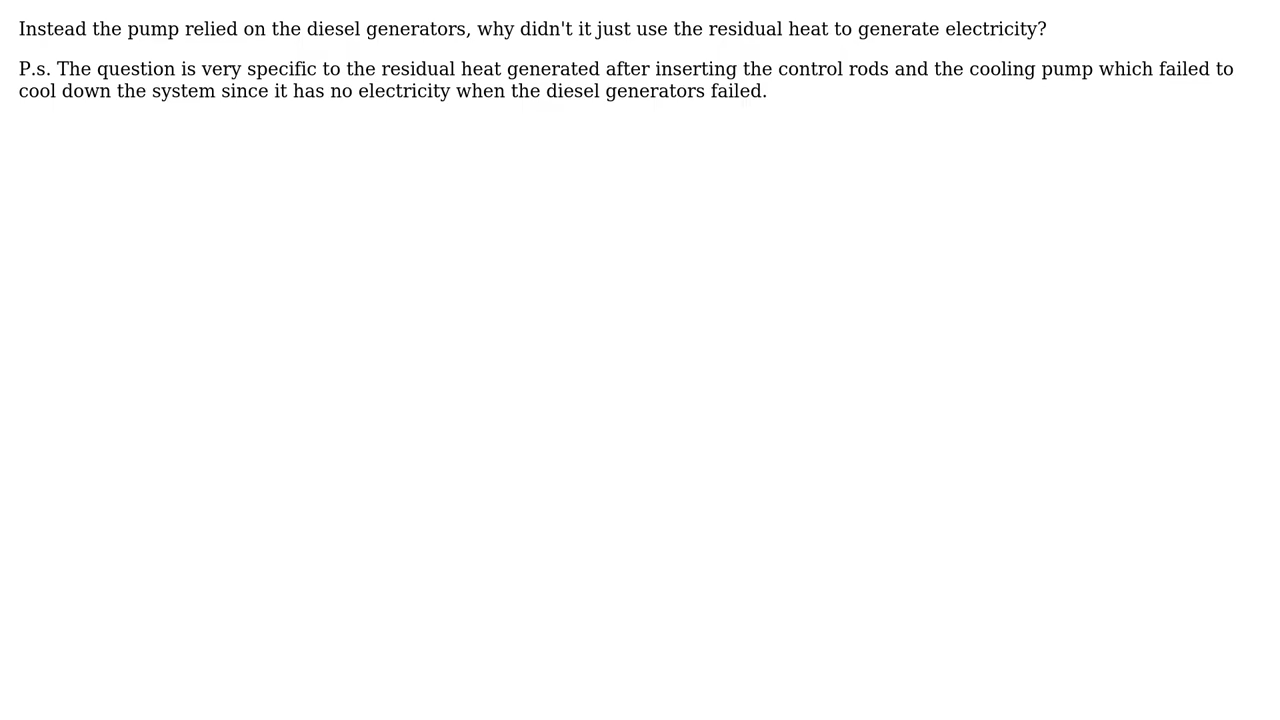 Instead the pump relied on the diesel generators, why didn't it just use the residual heat to generate electricity?
P.s. The question is very specific to the residual heat generated after inserting the control rods and the cooling pump which failed to
cool down the system since it has no electricity when the diesel generators failed.